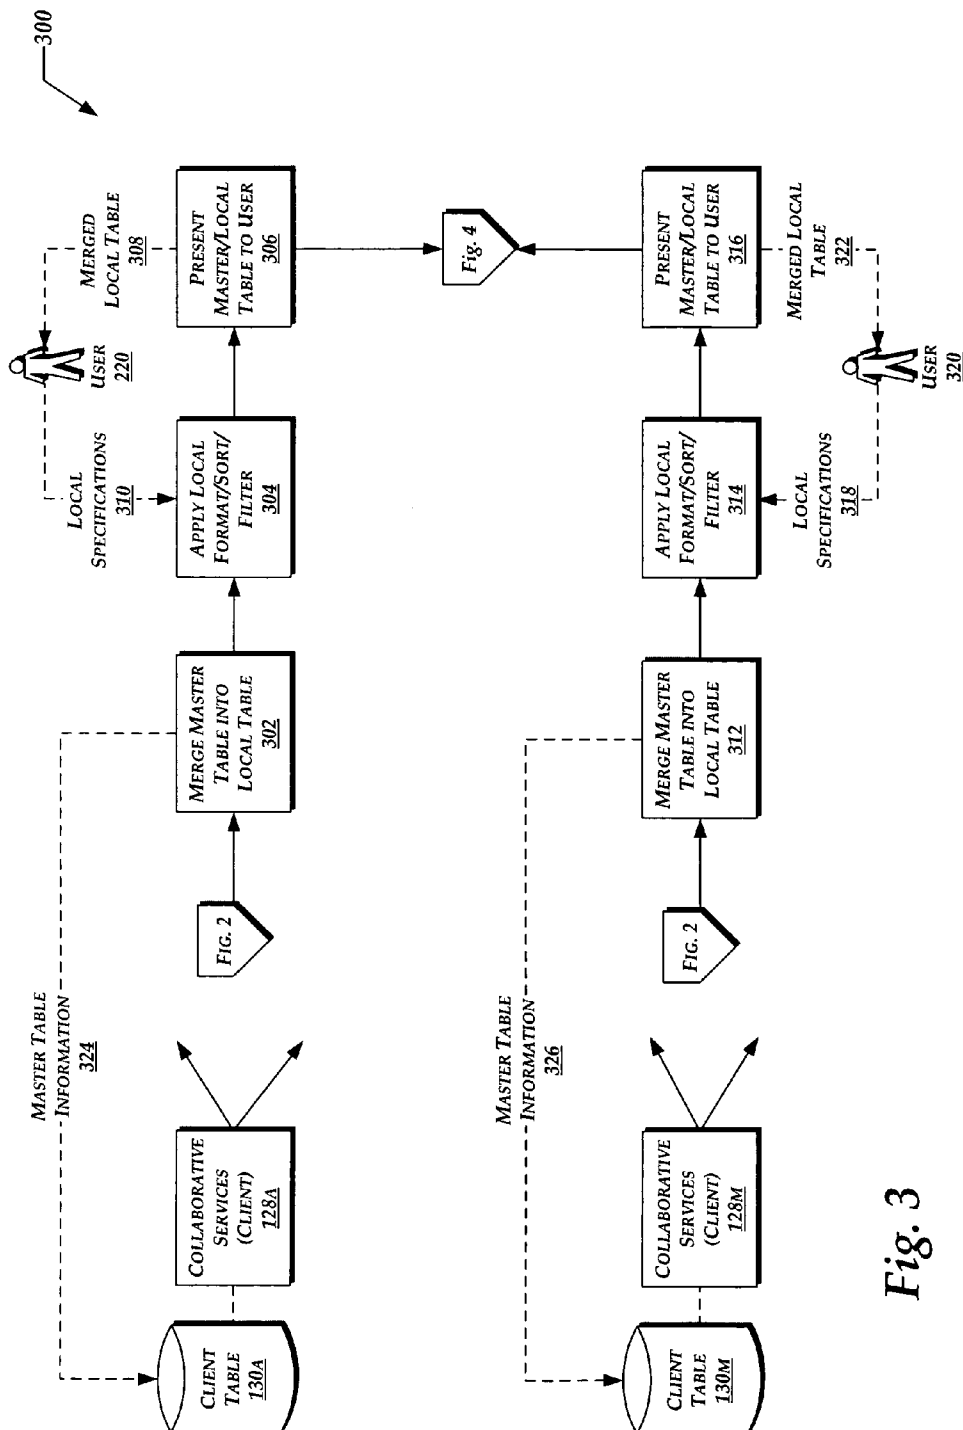 300
MERGED
LOCAL TABLE
308
USER
220
LOCAL
SPECIFICATIONS
310
PRESENT
MASTER/LOCAL
TABLE TO USER
306
APPLY LOCAL
FORMAT/SORT/
FILTER
304
MERGE MASTER
TABLE INTO
LOCAL TABLE
302
FIG. 2
MASTER TABLE
INFORMATION
324
COLLABORATIVE
SERVICES
(CLIENT)
128A
CLIENT
TABLE
130A
Fig. 4
PRESENT
MASTER/LOCAL
TABLE TO USER
316
MERGED LOCAL
TABLE
322
USER
320
LOCAL
SPECIFICATIONS
318
APPLY LOCAL
FORMAT/SORT/
FILTER
314
MERGE MASTER
TABLE INTO
LOCAL TABLE
312
FIG. 2
MASTER TABLE
INFORMATION
326
COLLABORATIVE
SERVICES
(CLIENT)
128M
CLIENT
TABLE
130M
Fig. 3